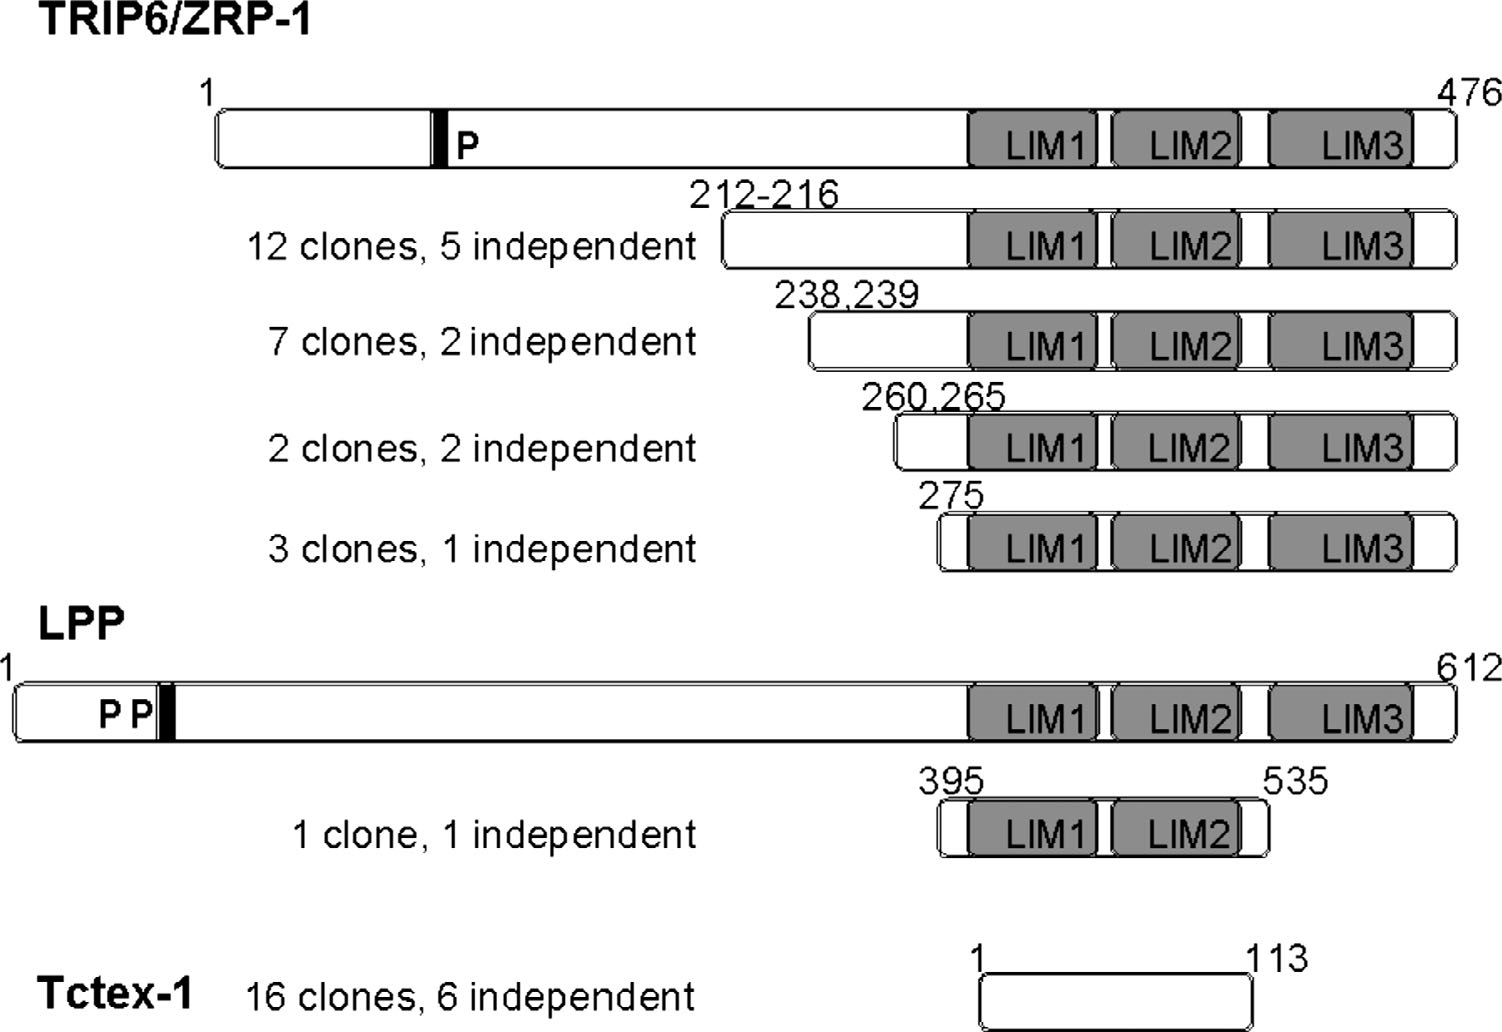 TRIP6/ZRP-1
1 476
P LIM1 LIM2 LIM3
212-216
12 clones, 5 independent LIM1 LIM2 LIM3
238,239
7 clones, 2 independent LIM1 LIM2 LIM3
260,265
2 clones, 2 independent LIM1 LIM2 LIM3
275
3 clones, 1 independent LIM1 LIM2 LIM3
LPP
1 612
P P LIM1 LIM2 LIM3
395 535
1 clone, 1 independent LIM1 LIM2
1 113
Tctex-1 16 clones, 6 independent